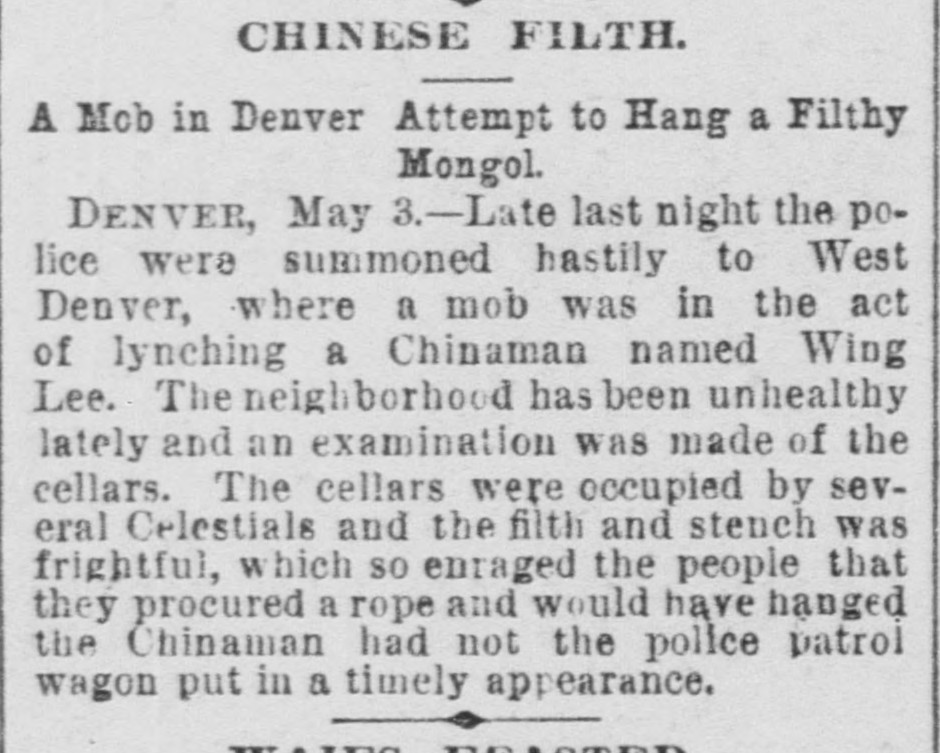 CHINESE FILTH.
A Mob in Denver Attempt to Hang a Filthy
Mongol.
DENVER, May 3.—Late last night the po-
lice were summoned hastily to West
Denver, where a mob was in the act
of lynching a Chinaman named Wing
Lee. The neighborhood has been unhealthy
lately and an examination was made of the
cellars. The cellars were occupied by sev-
eral Celestials and the filth and stench was
frightful, which so enraged the people that
they procured a rope and would have hanged
the Chinaman had not the police patrol
wagon put in a timely appearance.